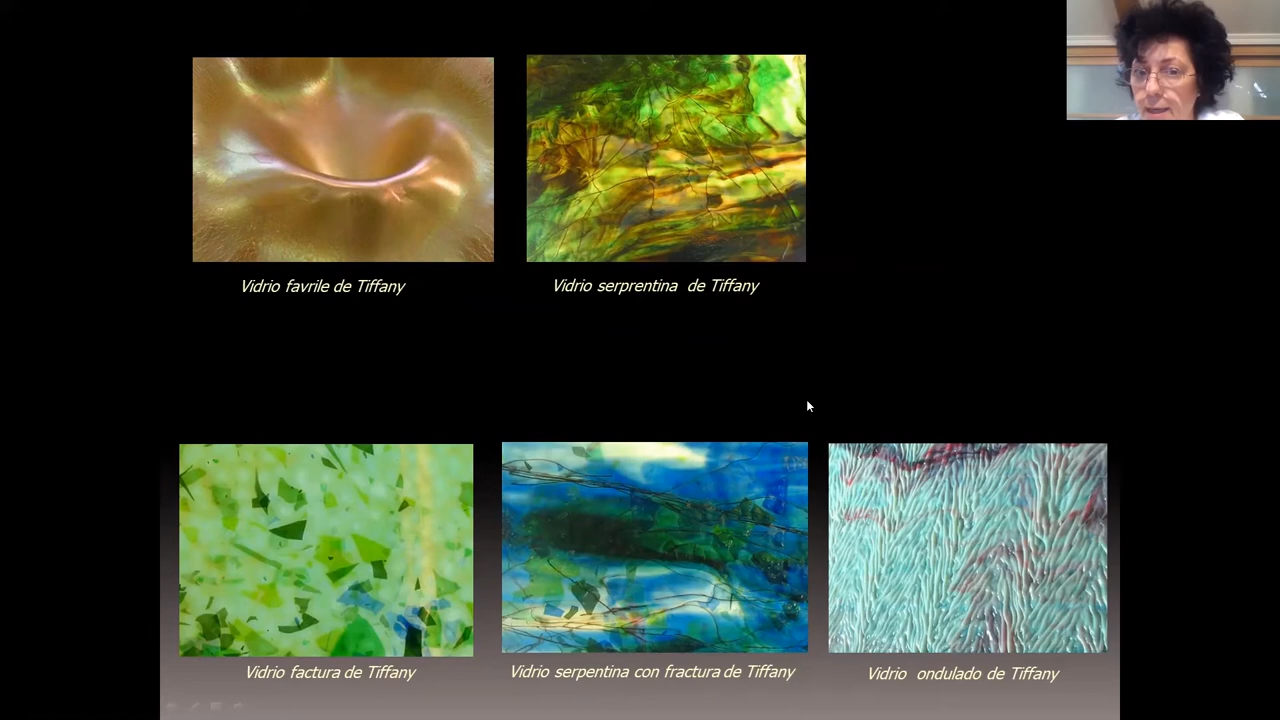 Vidrio favrile de Tiffany
Vidrio serprentina de Tiffany
Vidrio factura de Tiffany
Vidrio serpentina con fractura de Tiffany
Vidrio ondulado de Tiffany